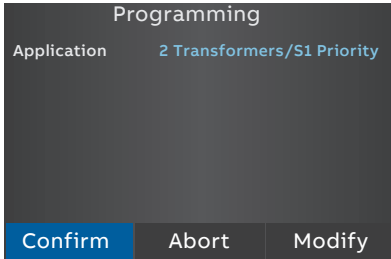 Programming
Application 2 Transformers/S1 Priority
Confirm Abort Modify